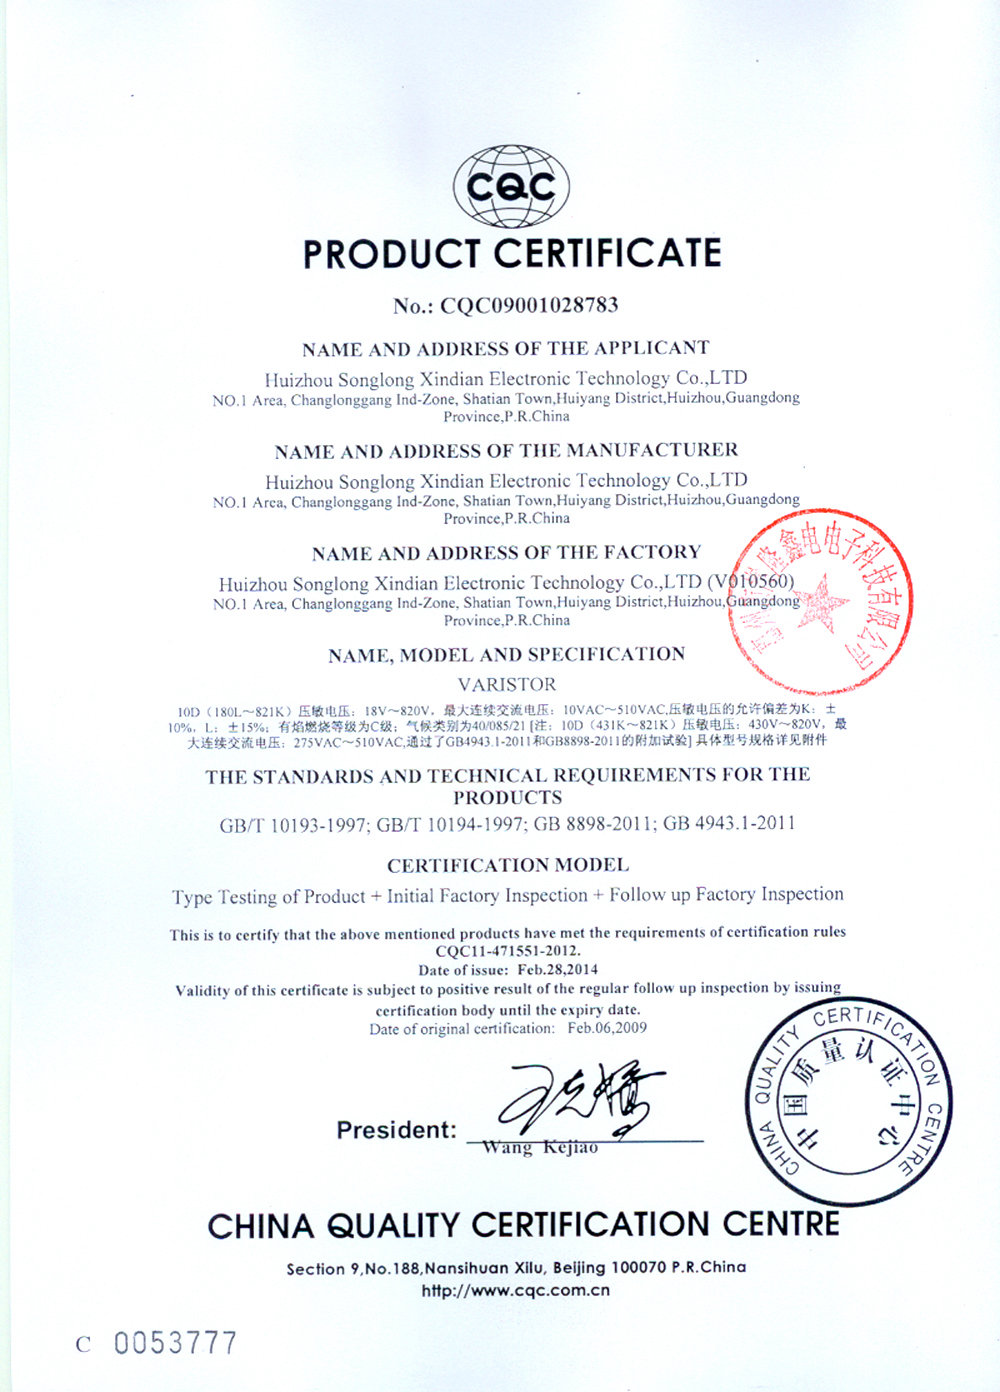 CQC
PRODUCT CERTIFICATE
No.: CQC09001028783
NAME AND ADDRESS OF THE APPLICANT
Huizhou Songlong Xindian Electronic Technology Co.,LTD
NO.1 Area, Changlonggang Ind-Zone, Shatian Town,Huiyang District,Huizhou,Guangdong
Province,P.R.China
NAME AND ADDRESS OF THE MANUFACTURER
Huizhou Songlong Xindian Electronic Technology Co.,LTD
NO.1 Area, Changlonggang Ind-Zone, Shatian Town,Huiyang District,Huizhou,Guangdong
Province,P.R.China
NAME AND ADDRESS OF THE FACTORY
Huizhou Songlong Xindian Electronic Technology Co.,LTD (V010560)
NO.1 Area, Changlonggang Ind-Zone, Shatian Town,Huiyang District,Huizhou,Guangdong
Province,P.R.China
隆鑫电电子科技有限公司
NAME, MODEL AND SPECIFICATION
VARISTOR
10D（180L～821K）压敏电压：18V～820V，最大连续交流电压：10VAC～510VAC,压敏电压的允许偏差为K：±
10%，L：±15%；有焰燃烧等级为C级；气候类别为40/085/21 [注：10D（431K～821K）压敏电压：430V～820V，最
大连续交流电压：275VAC～510VAC,通过了GB4943.1-2011和GB8898-2011的附加试验] 具体型号规格详见附件
THE STANDARDS AND TECHNICAL REQUIREMENTS FOR THE
PRODUCTS
GB/T 10193-1997; GB/T 10194-1997; GB 8898-2011; GB 4943.1-2011
CERTIFICATION MODEL
Type Testing of Product + Initial Factory Inspection + Follow up Factory Inspection
This is to certify that the above mentioned products have met the requirements of certification rules
CQC11-471551-2012.
Date of issue: Feb.28,2014
Validity of this certificate is subject to positive result of the regular follow up inspection by issuing
certification body until the expiry date.
Date of original certification: Feb.06,2009
CHINA QUALITY CERTIFICATION CENTRE
中国质量认证中心
President:
Wang Kejiao
CHINA QUALITY CERTIFICATION CENTRE
Section 9,No.188,Nansihuan Xilu, Beijing 100070 P.R.China
http://www.cqc.com.cn
C 0053777